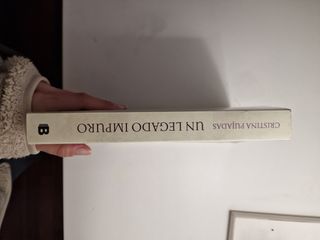 CRISTINA PUJADAS
UN LEGADO IMPURO
B